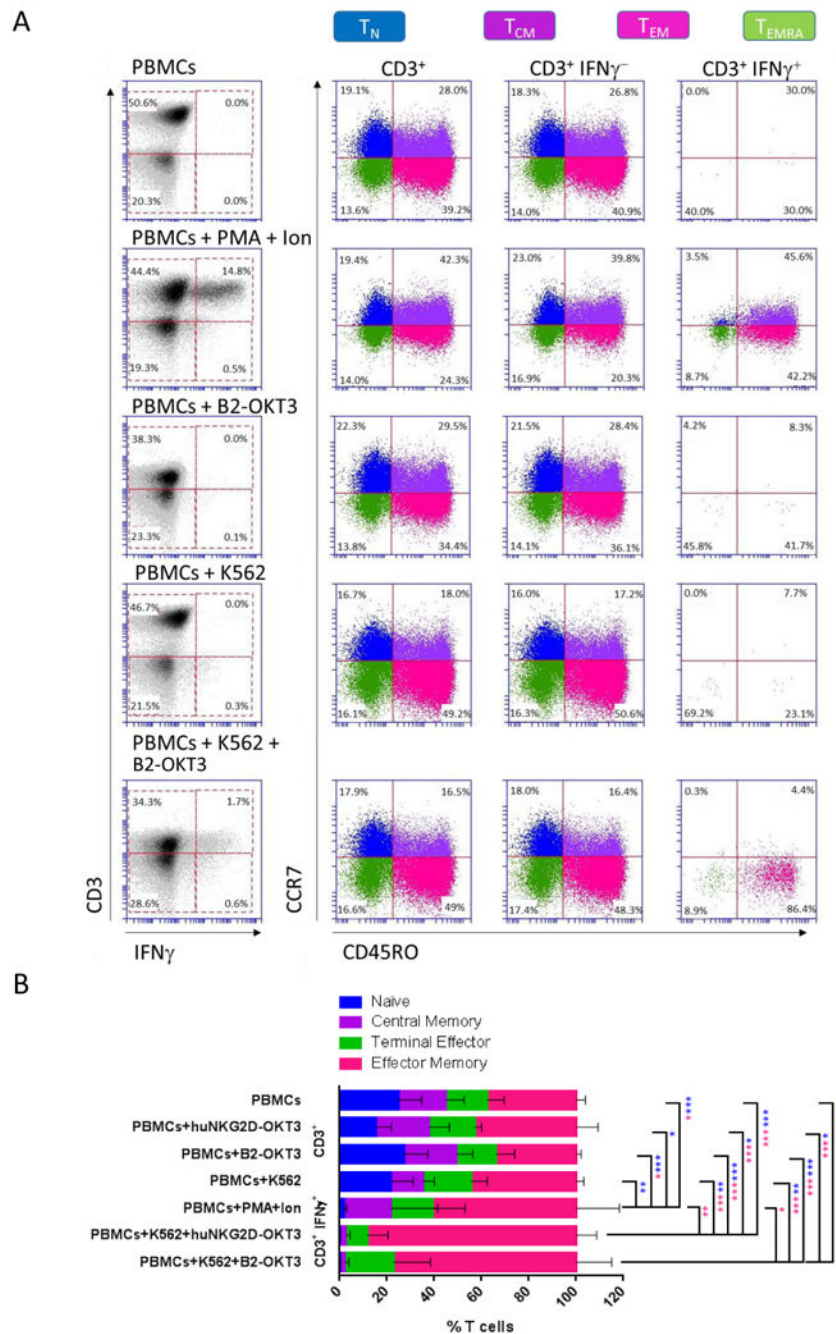 A
TN TCM TEM TEMRA
PBMCs CD3+ CD3+ IFNγ− CD3+ IFNγ+
50.6% 0.0% 19.1% 28.0% 18.3% 26.8% 0.0% 30.0%
20.3% 0.0% 13.6% 39.2% 14.0% 40.9% 40.0% 30.0%
PBMCs + PMA + Ion
44.4% 14.8% 19.4% 42.3% 23.0% 39.8% 3.5% 45.6%
19.3% 0.5% 14.0% 24.3% 16.9% 20.3% 8.7% 42.2%
PBMCs + B2-OKT3
38.3% 0.0% 22.3% 29.5% 21.5% 28.4% 4.2% 8.3%
23.3% 0.1% 13.8% 34.4% 14.1% 36.1% 45.8% 41.7%
PBMCs + K562
46.7% 0.0% 16.7% 18.0% 16.0% 17.2% 0.0% 7.7%
21.5% 0.3% 16.1% 49.2% 16.3% 50.6% 69.2% 23.1%
PBMCs + K562 +
B2-OKT3
34.3% 1.7% 17.9% 16.5% 18.0% 16.4% 0.3% 4.4%
28.6% 0.6% 16.6% 49% 17.4% 48.3% 8.9% 86.4%
CD3 CCR7
IFNγ CD45RO
B
Naive
Central Memory
Terminal Effector
Effector Memory
PBMCs
PBMCs+huNKG2D-OKT3
PBMCs+B2-OKT3
PBMCs+K562
PBMCs+PMA+Ion
PBMCs+K562+huNKG2D-OKT3
PBMCs+K562+B2-OKT3
CD3+
CD3+ IFNγ+
0 20 40 60 80 100 120
% T cells